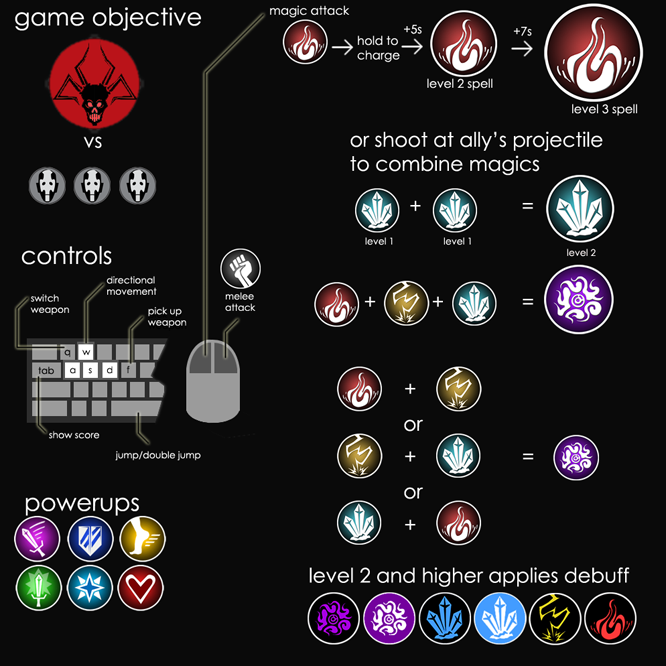 game objective
vs
magic attack
hold to
charge
+5s
level 2 spell
+7s
level 3 spell
or shoot at ally's projectile
to combine magics
+
=
level 1
level 1
level 2
+
+
=
+
or
+
=
or
+
controls
switch
weapon
directional
movement
pick up
weapon
melee
attack
q
w
tab
a
s
d
f
show score
jump/double jump
powerups
level 2 and higher applies debuff